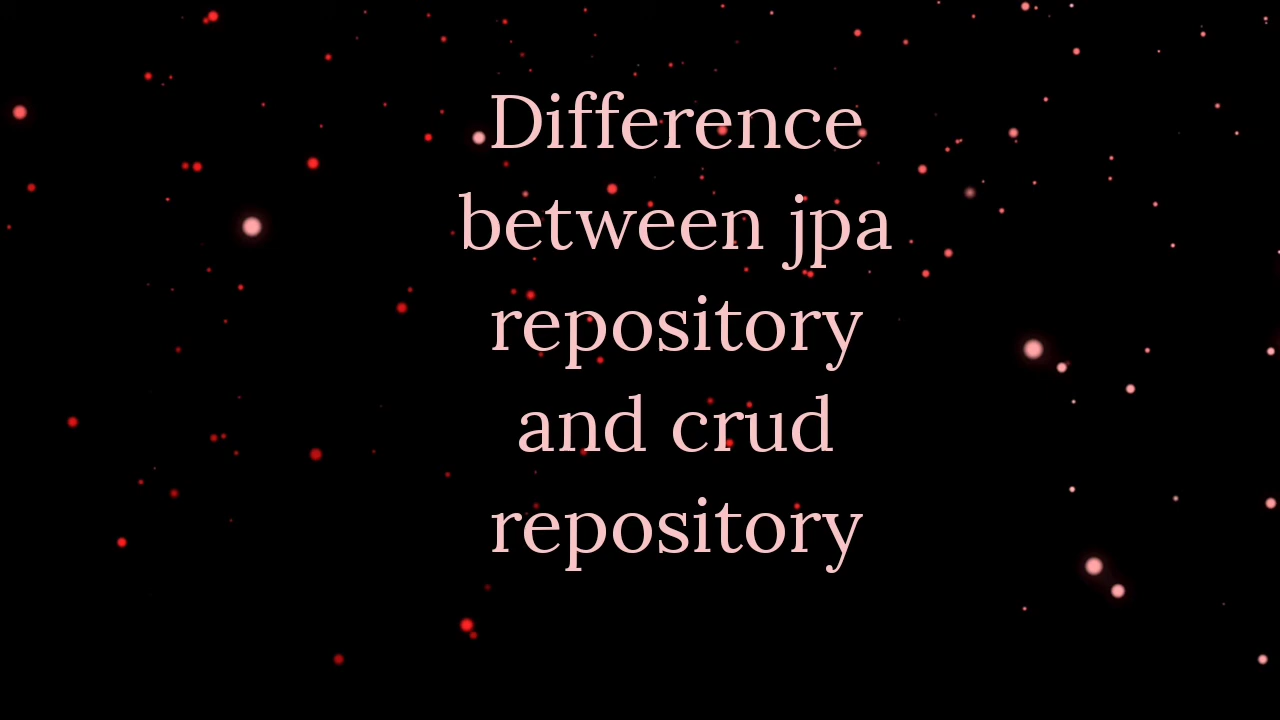 Difference
between jpa
repository
and crud
repository